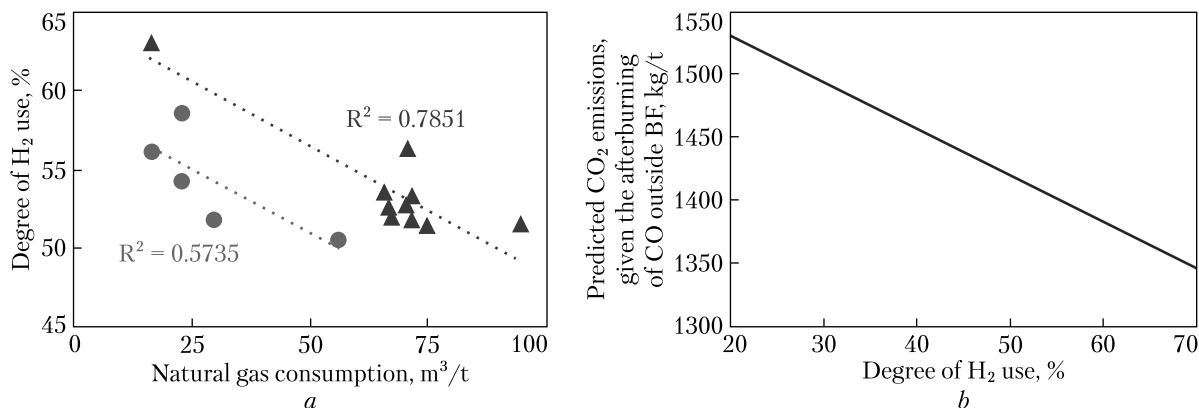 Degree of H₂ use, %
65
60
55
50
45
R² = 0.7851
R² = 0.5735
0
25
50
75
100
Natural gas consumption, m³/t
a
Predicted CO₂ emissions,
given the afterburning
of CO outside BF, kg/t
1550
1500
1450
1400
1350
1300
20
30
40
50
60
70
Degree of H₂ use, %
b